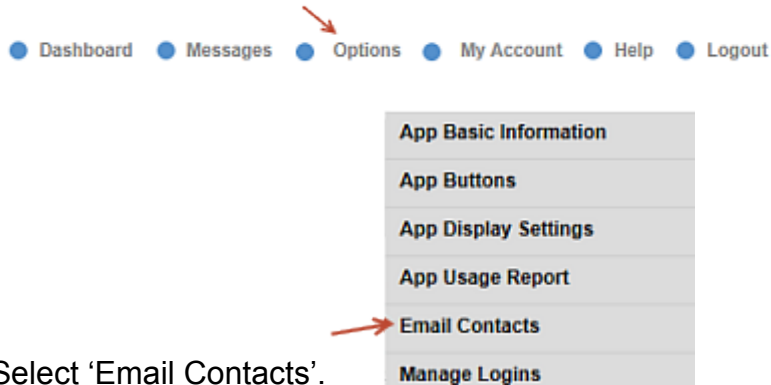 Dashboard Messages Options My Account Help Logout
App Basic Information
App Buttons
App Display Settings
App Usage Report
Email Contacts
Select ‘Email Contacts’.
Manage Logins